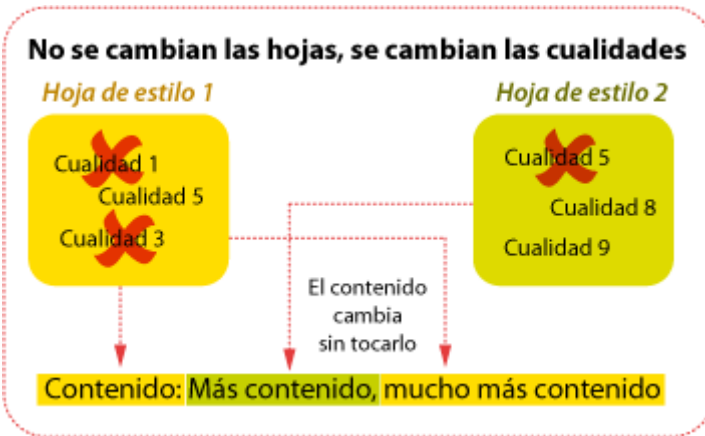 No se cambian las hojas, se cambian las cualidades
Hoja de estilo 1
Hoja de estilo 2
Cualidad 1
Cualidad 5
Cualidad 3
Cualidad 5
Cualidad 8
Cualidad 9
El contenido
cambia
sin tocarlo
Contenido: Más contenido, mucho más contenido